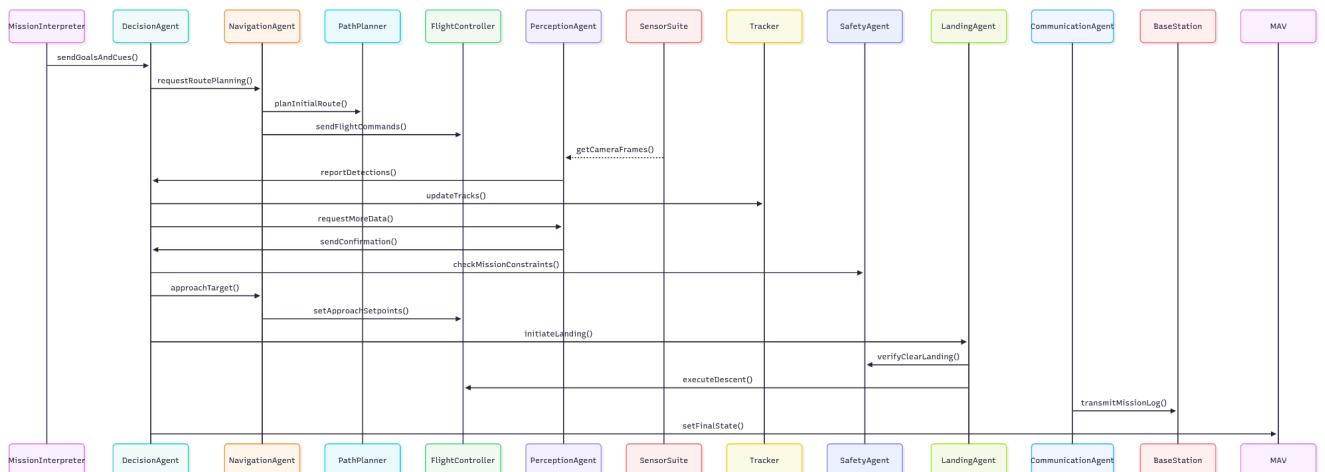 MissionInterpreter
DecisionAgent
NavigationAgent
PathPlanner
FlightController
PerceptionAgent
SensorSuite
Tracker
SafetyAgent
LandingAgent
CommunicationAgent
BaseStation
MAV
sendGoalsAndCues()
requestRoutePlanning()
planInitialRoute()
sendFlightCommands()
getCameraFrames()
reportDetections()
updateTracks()
requestMoreData()
sendConfirmation()
checkMissionConstraints()
approachTarget()
setApproachSetpoints()
initiateLanding()
verifyClearLanding()
executeDescent()
transmitMissionLog()
setFinalState()
MissionInterpreter
DecisionAgent
NavigationAgent
PathPlanner
FlightController
PerceptionAgent
SensorSuite
Tracker
SafetyAgent
LandingAgent
CommunicationAgent
BaseStation
MAV